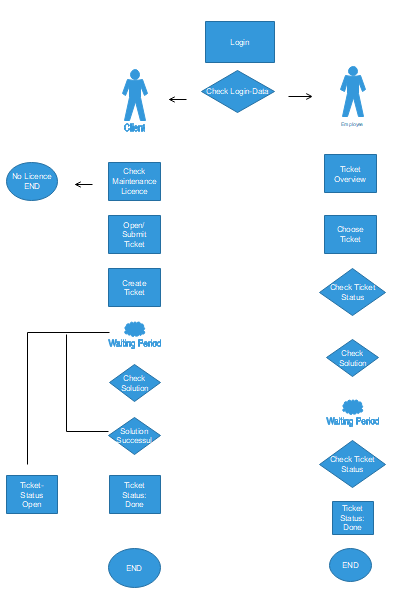 Login
Check Login-Data
Client
Employee
No Licence
END
Check
Maintenance
Licence
Ticket
Overview
Open/
Submit
Ticket
Choose
Ticket
Create
Ticket
Check Ticket
Status
Waiting Period
Check
Solution
Check
Solution
Waiting Period
Solution
Successul
Check Ticket
Status
Ticket-
Status
Open
Ticket
Status:
Done
Ticket
Status:
Done
END
END